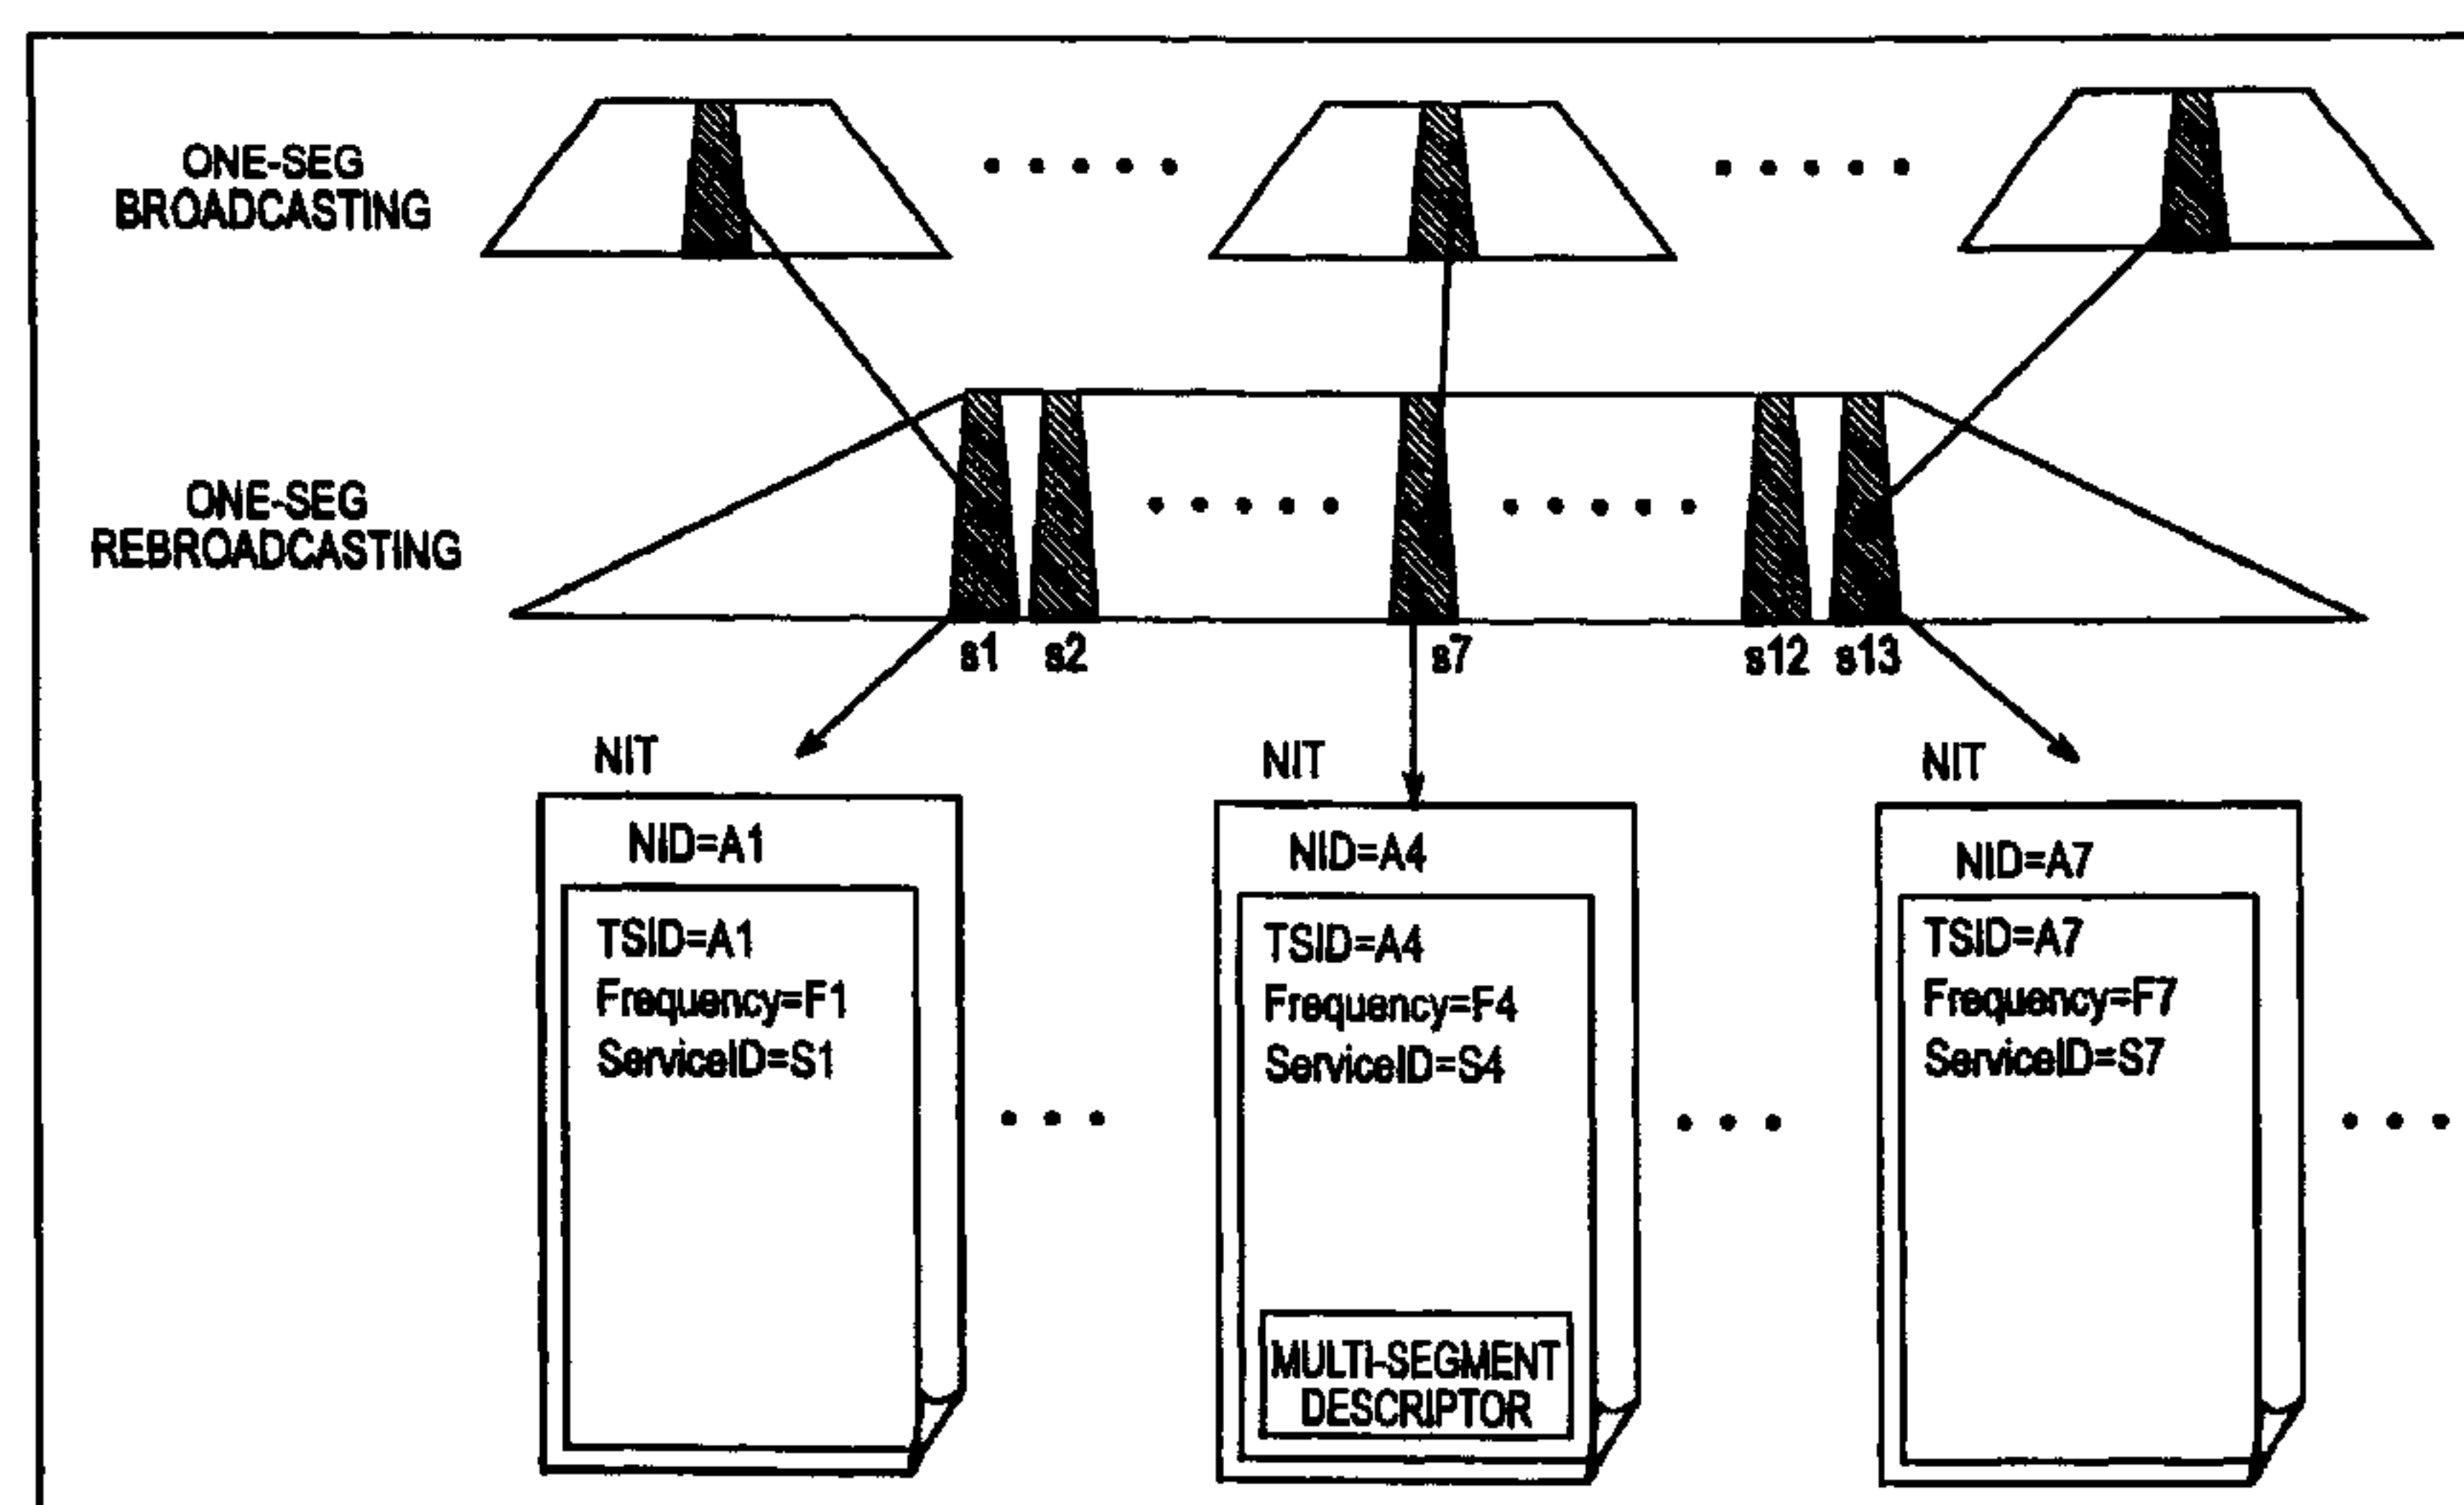 ONE-SEG
BROADCASTING
ONE-SEG
REBROADCASTING
s1 s2 s7 s12 s13
NIT
NID=A1
TSID=A1
Frequency=F1
ServiceID=S1
NIT
NID=A4
TSID=A4
Frequency=F4
ServiceID=S4
MULTI-SEGMENT
DESCRIPTOR
NIT
NID=A7
TSID=A7
Frequency=F7
ServiceID=S7